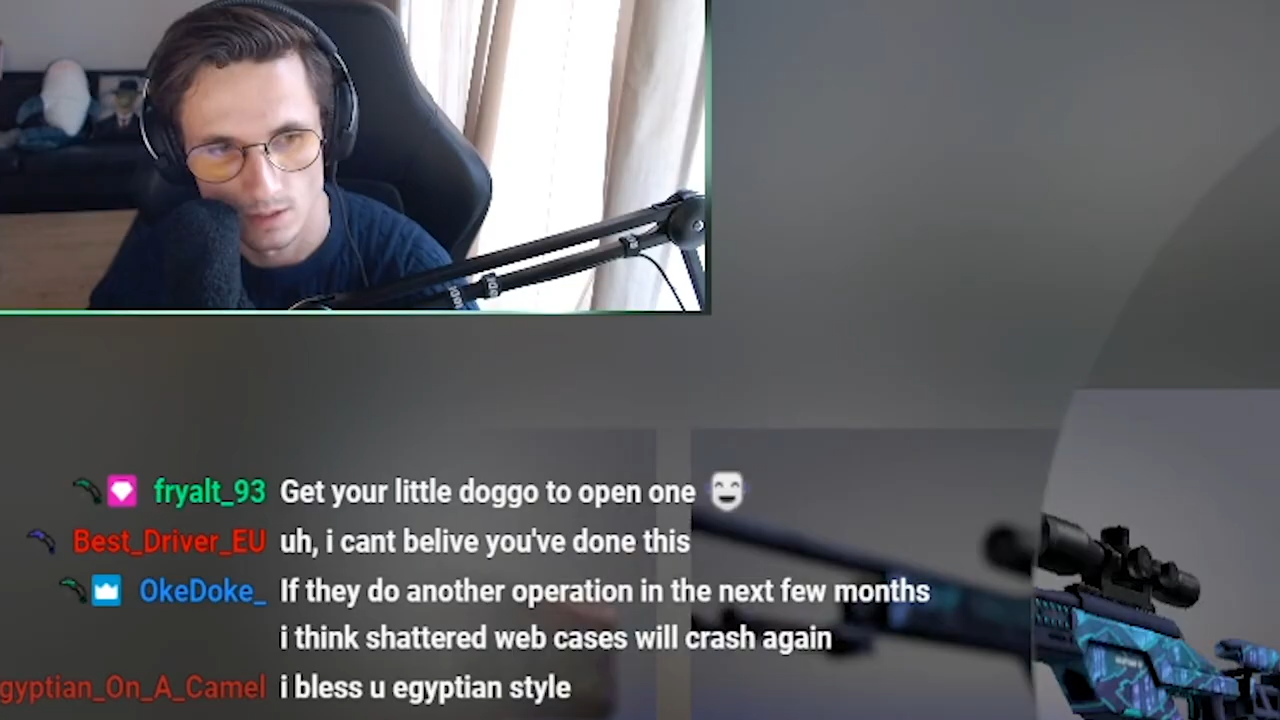 fryalt_93 Get your little doggo to open one
Best_Driver_EU uh, i cant belive you've done this
OkeDoke_ If they do another operation in the next few months
i think shattered web cases will crash again
gyptian_On_A_Camel i bless u egyptian style